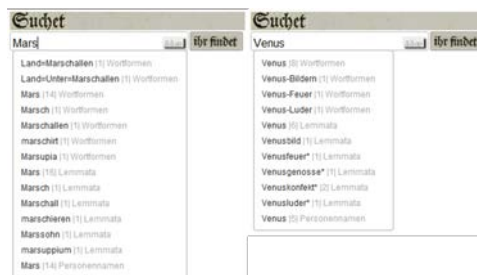 Suchet
Mars
ihr findet
Land=Marschallen (1) Wortformen
Land=Unter=Marschallen (1) Wortformen
Mars (14) Wortformen
Marsch (1) Wortformen
Marschallen (1) Wortformen
marschirt (1) Wortformen
Marsupia (1) Wortformen
Mars (15) Lemmata
Marsch (1) Lemmata
Marschall (1) Lemmata
marschieren (1) Lemmata
Marssohn (1) Lemmata
marsuppium (1) Lemmata
Mars (14) Personennamen
Suchet
Venus
ihr findet
Venus (8) Wortformen
Venus-Bildern (1) Wortformen
Venus-Feuer (1) Wortformen
Venus-Luder (1) Wortformen
Venus (6) Lemmata
Venusbild (1) Lemmata
Venusfeuer* (1) Lemmata
Venusgenosse* (1) Lemmata
Venuskonfekt* (2) Lemmata
Venusluder* (1) Lemmata
Venus (5) Personennamen